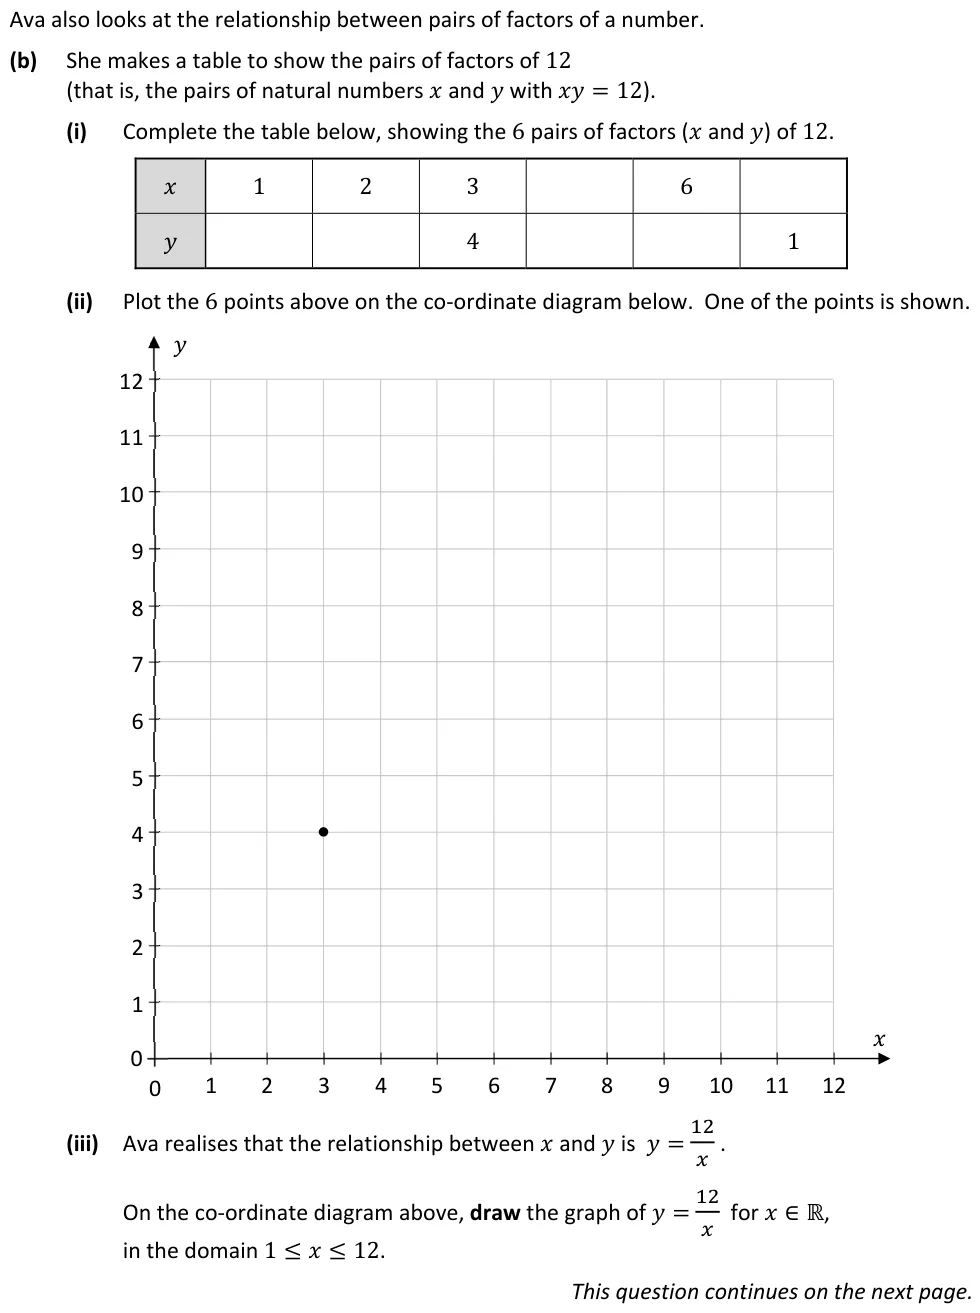 Ava also looks at the relationship between pairs of factors of a number.
(b) She makes a table to show the pairs of factors of 12
(that is, the pairs of natural numbers x and y with xy = 12).
(i) Complete the table below, showing the 6 pairs of factors (x and y) of 12.
x 1 2 3 6
y 4 1
(ii) Plot the 6 points above on the co-ordinate diagram below. One of the points is shown.
y
12
11
10
9
8
7
6
5
4
3
2
1
0
x
0 1 2 3 4 5 6 7 8 9 10 11 12
(iii) Ava realises that the relationship between x and y is y = 12/x .
On the co-ordinate diagram above, draw the graph of y = 12/x for x ∈ ℝ,
in the domain 1 ≤ x ≤ 12.
This question continues on the next page.